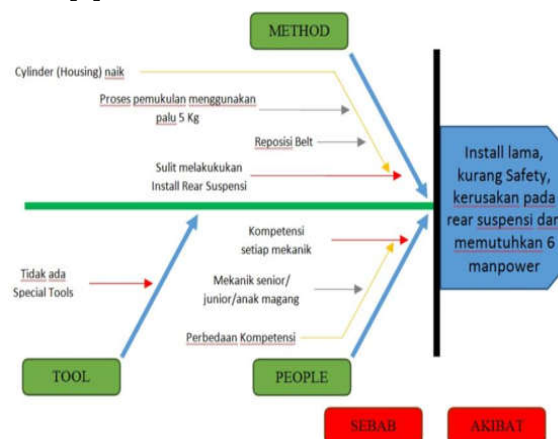 METHOD
Cylinder (Housing) naik
Proses pemukulan menggunakan
palu 5 Kg
Reposisi Belt
Sulit melakukukan
Install Rear Suspensi
Install lama,
kurang Safety,
kerusakan pada
rear suspensi dan
memutuhkan 6
manpower
Kompetensi
setiap mekanik
Tidak ada
Special Tools
Mekanik senior/
junior/anak magang
Perbedaan Kompetensi
TOOL
PEOPLE
SEBAB
AKIBAT